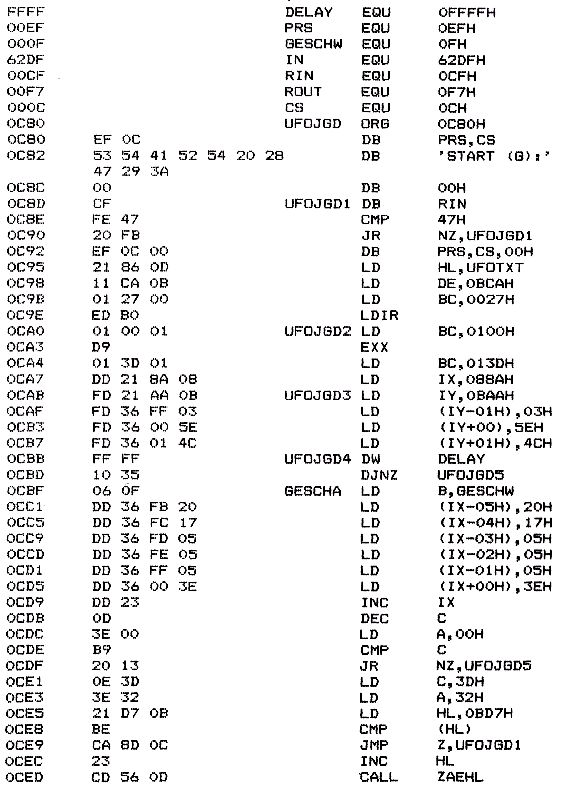 FFFF DELAY EQU 0FFFFH
00EF PRS EQU 0EFH
000F GESCHW EQU 0FH
62DF IN EQU 62DFH
00CF RIN EQU 0CFH
00F7 ROUT EQU 0F7H
000C CS EQU 0CH
0C80 UFOJGD ORG 0C80H
0C80 EF 0C DB PRS,CS
0C82 53 54 41 52 54 20 28 DB 'START (G):'
47 29 3A
0C8C 00 DB 00H
0C8D CF UFOJGD1 DB RIN
0C8E FE 47 CMP 47H
0C90 20 FB JR NZ,UFOJGD1
0C92 EF 0C 00 DB PRS,CS,00H
0C95 21 86 0D LD HL,UFOTXT
0C98 11 CA 0B LD DE,0BCAH
0C9B 01 27 00 LD BC,0027H
0C9E ED B0 LDIR
0CA0 01 00 01 UFOJGD2 LD BC,0100H
0CA3 D9 EXX
0CA4 01 3D 01 LD BC,013DH
0CA7 DD 21 8A 08 LD IX,088AH
0CAB FD 21 AA 0B UFOJGD3 LD IY,0BAAH
0CAF FD 36 FF 03 LD (IY-01H),03H
0CB3 FD 36 00 5E LD (IY+00),5EH
0CB7 FD 36 01 4C LD (IY+01H),4CH
0CBB FF FF UFOJGD4 DW DELAY
0CBD 10 35 DJNZ UFOJGD5
0CBF 06 0F GESCHA LD B,GESCHW
0CC1 DD 36 FB 20 LD (IX-05H),20H
0CC5 DD 36 FC 17 LD (IX-04H),17H
0CC9 DD 36 FD 05 LD (IX-03H),05H
0CCD DD 36 FE 05 LD (IX-02H),05H
0CD1 DD 36 FF 05 LD (IX-01H),05H
0CD5 DD 36 00 3E LD (IX+00H),3EH
0CD9 DD 23 INC IX
0CDB 0D DEC C
0CDC 3E 00 LD A,00H
0CDE B9 CMP C
0CDF 20 13 JR NZ,UFOJGD5
0CE1 0E 3D LD C,3DH
0CE3 3E 32 LD A,32H
0CE5 21 D7 0B LD HL,0BD7H
0CE8 BE CMP (HL)
0CE9 CA 8D 0C JMP Z,UFOJGD1
0CEC 23 INC HL
0CED CD 56 0D CALL ZAEHL